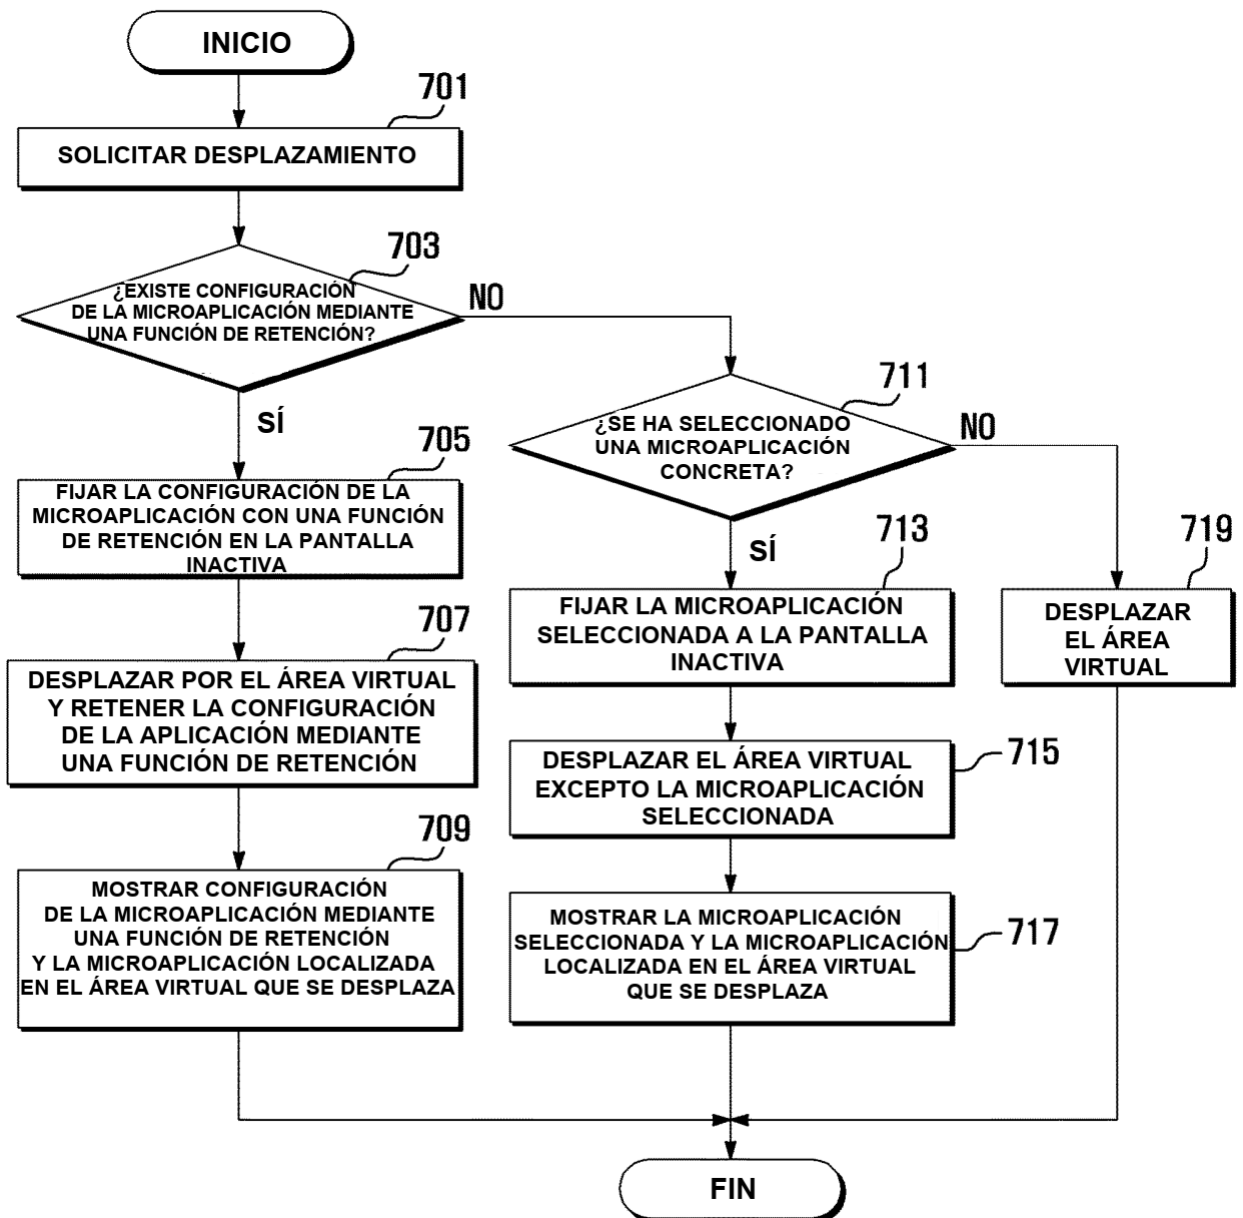 INICIO
701
SOLICITAR DESPLAZAMIENTO
703
¿EXISTE CONFIGURACIÓN
DE LA MICROAPLICACIÓN MEDIANTE
UNA FUNCIÓN DE RETENCIÓN?
NO
SÍ
705
FIJAR LA CONFIGURACIÓN DE LA
MICROAPLICACIÓN CON UNA FUNCIÓN
DE RETENCIÓN EN LA PANTALLA
INACTIVA
707
DESPLAZAR POR EL ÁREA VIRTUAL
Y RETENER LA CONFIGURACIÓN
DE LA APLICACIÓN MEDIANTE
UNA FUNCIÓN DE RETENCIÓN
709
MOSTRAR CONFIGURACIÓN
DE LA MICROAPLICACIÓN MEDIANTE
UNA FUNCIÓN DE RETENCIÓN
Y LA MICROAPLICACIÓN LOCALIZADA
EN EL ÁREA VIRTUAL QUE SE DESPLAZA
711
¿SE HA SELECCIONADO
UNA MICROAPLICACIÓN
CONCRETA?
NO
SÍ
713
FIJAR LA MICROAPLICACIÓN
SELECCIONADA A LA PANTALLA
INACTIVA
715
DESPLAZAR EL ÁREA VIRTUAL
EXCEPTO LA MICROAPLICACIÓN
SELECCIONADA
717
MOSTRAR LA MICROAPLICACIÓN
SELECCIONADA Y LA MICROAPLICACIÓN
LOCALIZADA EN EL ÁREA VIRTUAL
QUE SE DESPLAZA
719
DESPLAZAR
EL ÁREA
VIRTUAL
FIN